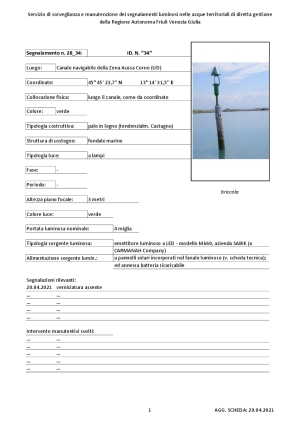 Servizio di sorveglianza e manutenzione dei segnalamenti luminosi nelle acque territoriali di diretta gestione
della Regione Autonoma Friuli Venezia Giulia
Segnalamento n. 28_34: ID. N. "34"
Luogo: Canale navigabile della Zona Aussa Corno (UD)
Coordinate: 45° 45' 23,7" N 13° 14' 31,5" E
Collocazione fisica: lungo il canale, come da coordinate
Colore: verde
Tipologia costruttiva: palo in legno (tendenzialm. Castagno)
Struttura di sostegno: fondale marino
Tipologia luce: a lampi
Fase: -
Periodo: -
briccole
Altezza piano focale: 3 metri
Colore luce: verde
Portata luminosa nominale: 4 miglia
Tipologia sorgente luminosa: emettitore luminoso a LED - modello M660, azienda SABIK (a
CARMANAH Company)
Alimentazione sorgente lumin.: a pannelli solari incorporati nel fanale luminoso (v. scheda tecnica);
ed annessa batteria ricaricabile
Segnalazioni rilevanti:
20.04.2021 verniciatura assente
... ...
... ...
... ...
... ...
Intervento manutentivi svolti:
... ...
... ...
... ...
... ...
... ...
1 AGG. SCHEDA: 20.04.2021